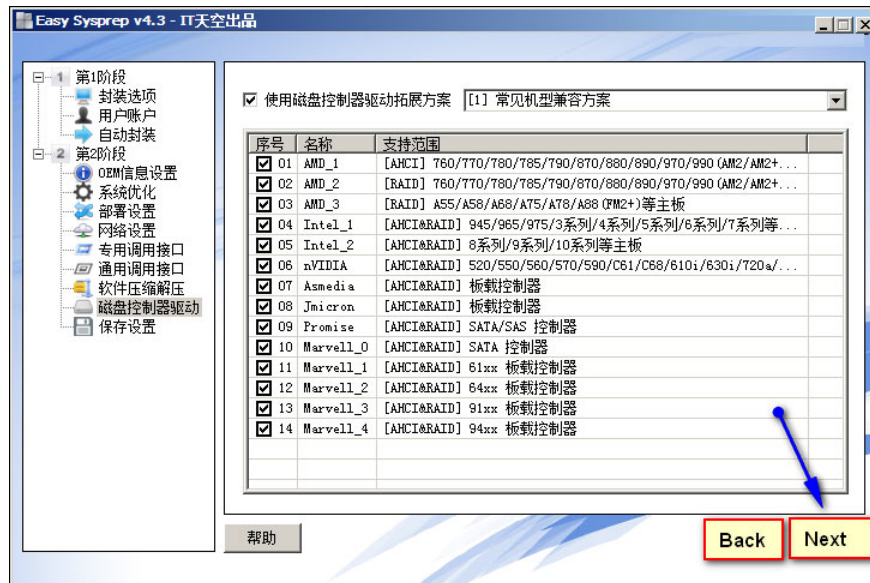 Easy Sysprep v4.3 - IT天空出品
1 第1阶段
封装选项
用户账户
自动封装
2 第2阶段
OEM信息设置
系统优化
部署设置
网络设置
专用调用接口
通用调用接口
软件压缩解压
磁盘控制器驱动
保存设置
使用磁盘控制器驱动拓展方案 [1] 常见机型兼容方案
序号 名称 支持范围
01 AMD_1 [AHCI] 760/770/780/785/790/870/880/890/970/990(AM2/AM2+...
02 AMD_2 [RAID] 760/770/780/785/790/870/880/890/970/990(AM2/AM2+...
03 AMD_3 [RAID] A55/A58/A68/A75/A78/A88(FM2+)等主板
04 Intel_1 [AHCI&RAID] 945/965/975/3系列/4系列/5系列/6系列/7系列等...
05 Intel_2 [AHCI&RAID] 8系列/9系列/10系列等主板
06 nVIDIA [AHCI&RAID] 520/550/560/570/590/C61/C68/610i/630i/720a/...
07 Asmedia [AHCI&RAID] 板载控制器
08 Jmicron [AHCI&RAID] 板载控制器
09 Promise [AHCI&RAID] SATA/SAS 控制器
10 Marvell_0 [AHCI&RAID] SATA 控制器
11 Marvell_1 [AHCI&RAID] 61xx 板载控制器
12 Marvell_2 [AHCI&RAID] 64xx 板载控制器
13 Marvell_3 [AHCI&RAID] 91xx 板载控制器
14 Marvell_4 [AHCI&RAID] 94xx 板载控制器
帮助
Back
Next